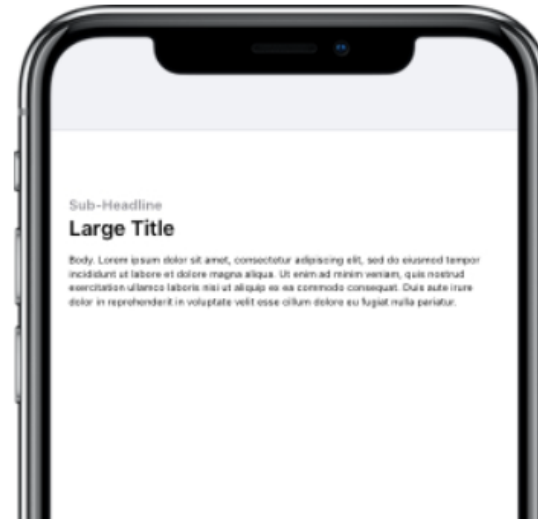 Sub-Headline
Large Title
Body. Lorem ipsum dolor sit amet, consectetur adipiscing elit, sed do eiusmod tempor
incididunt ut labore et dolore magna aliqua. Ut enim ad minim veniam, quis nostrud
exercitation ullamco laboris nisi ut aliquip ex ea commodo consequat. Duis aute irure
dolor in reprehenderit in voluptate velit esse cillum dolore eu fugiat nulla pariatur.